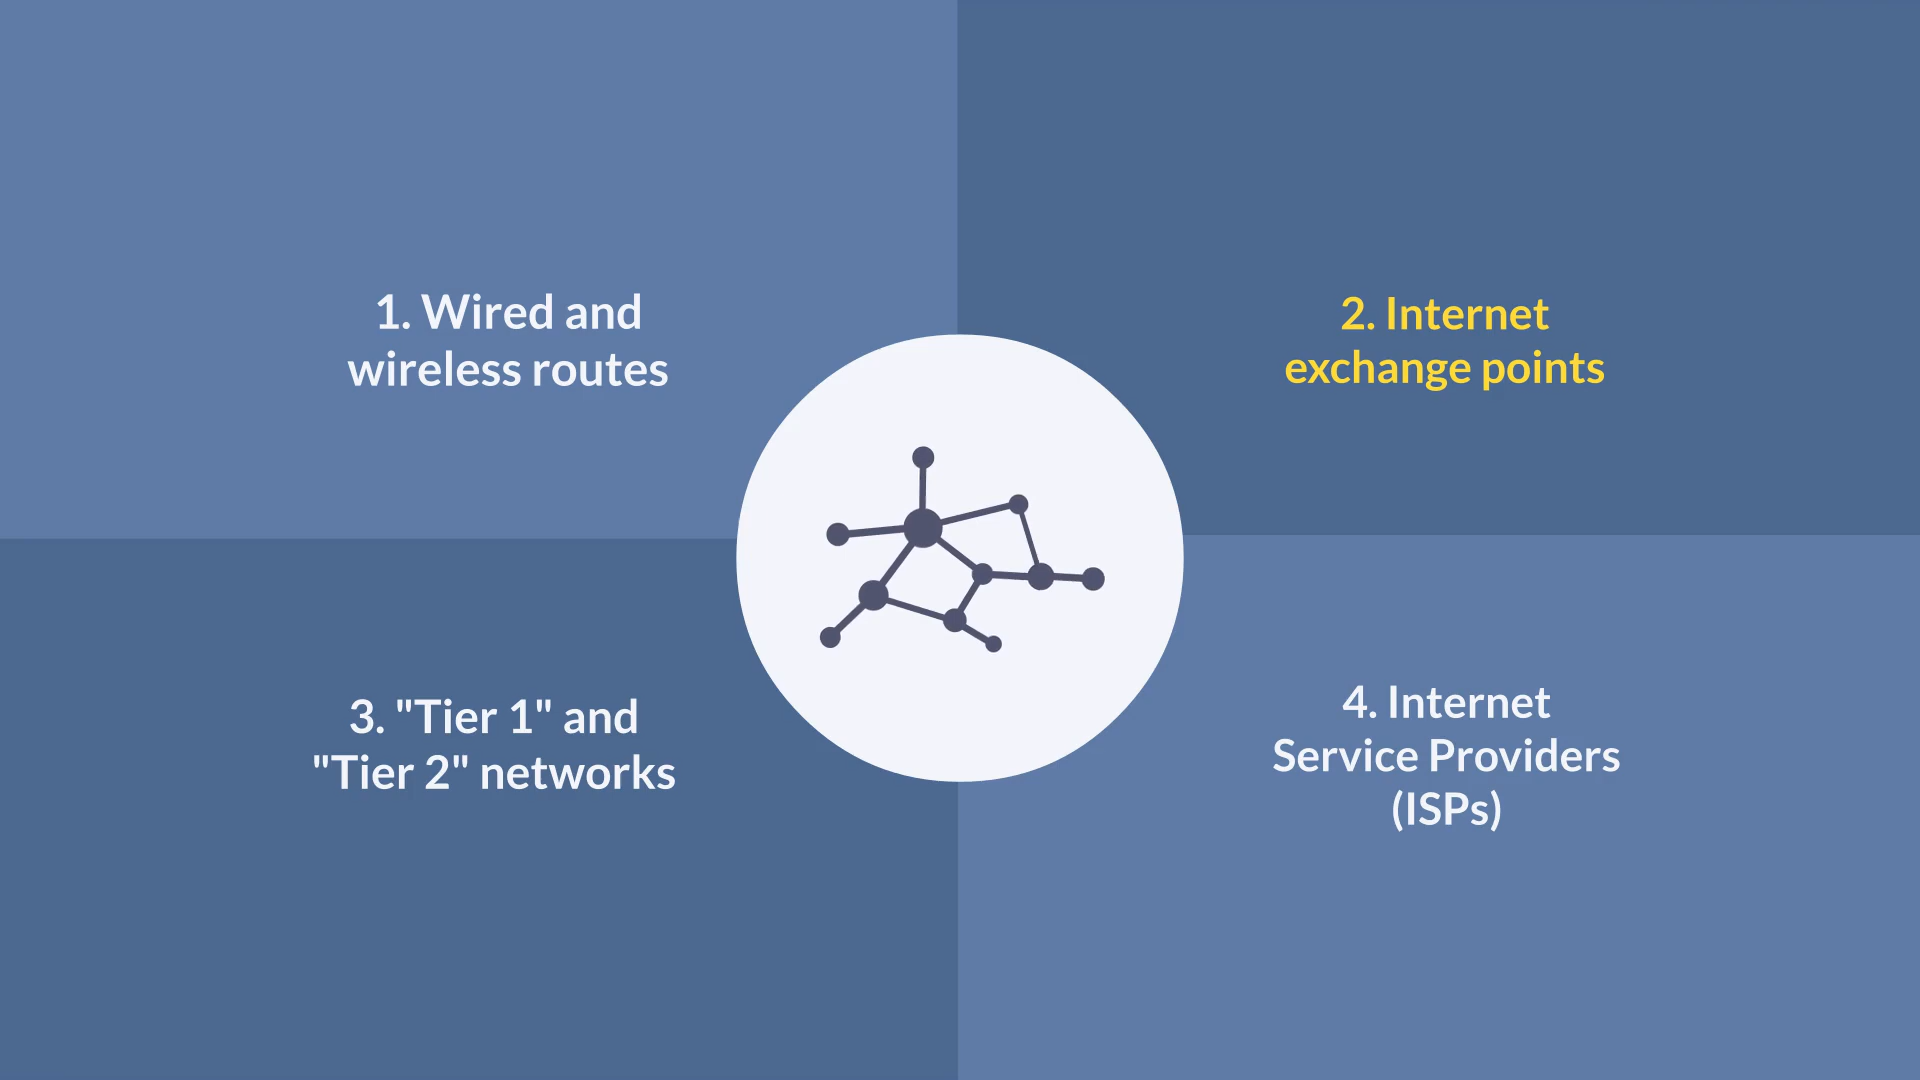 1. Wired and
wireless routes
2. Internet
exchange points
3. "Tier 1" and
"Tier 2" networks
4. Internet
Service Providers
(ISPs)